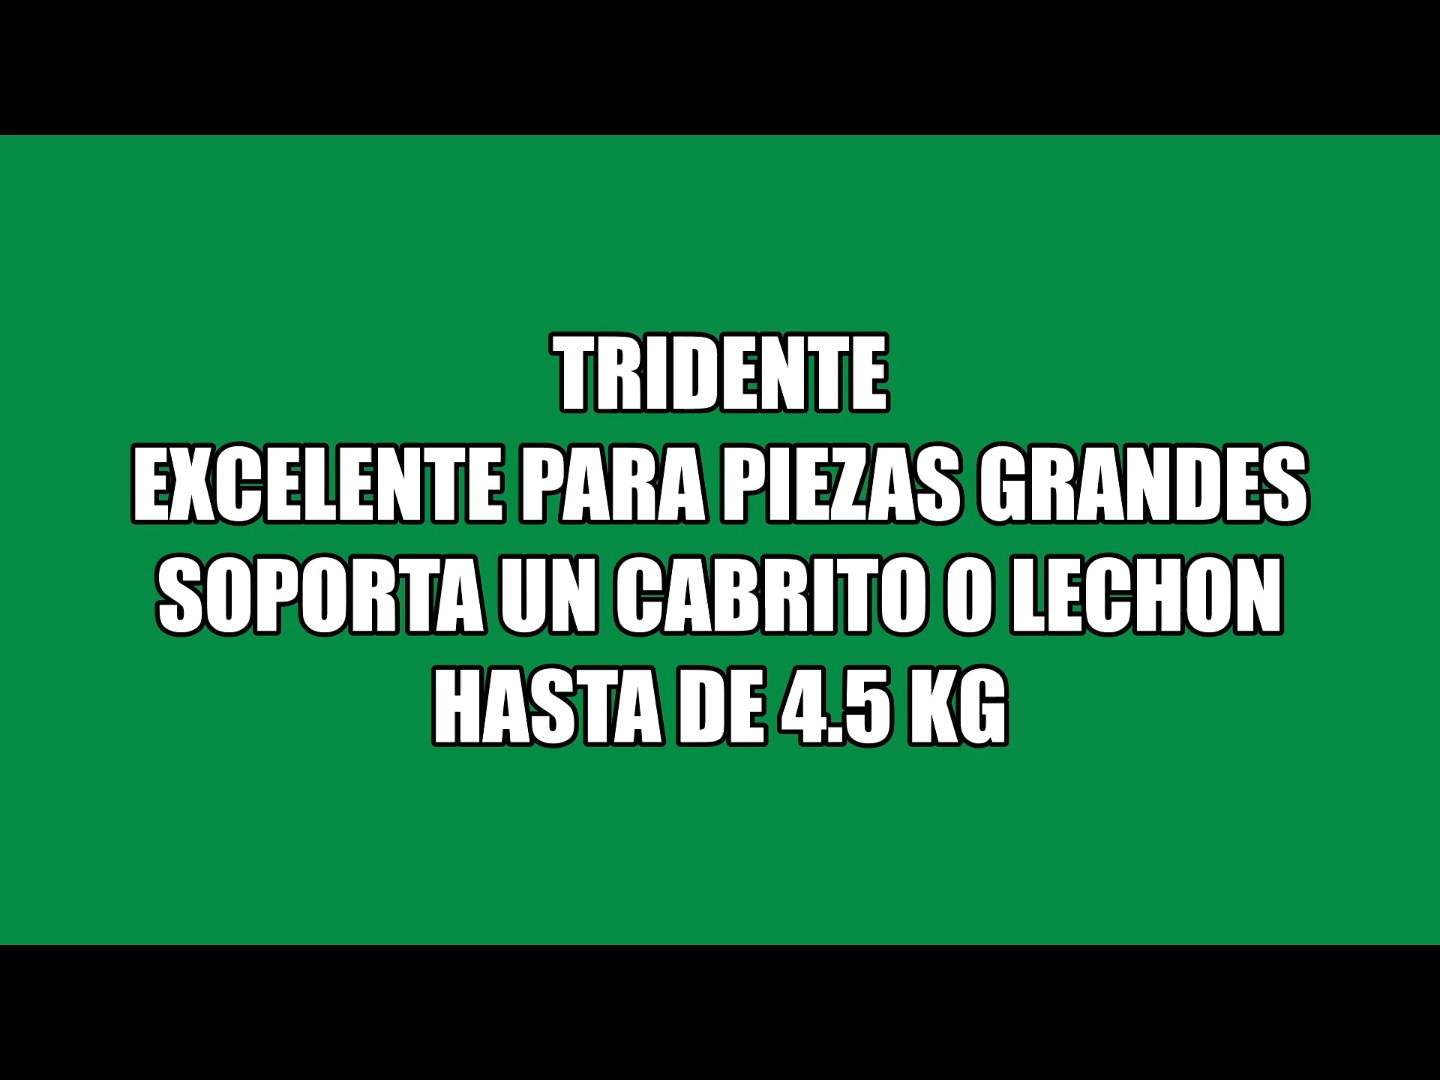 TRIDENTE
EXCELENTE PARA PIEZAS GRANDES
SOPORTA UN CABRITO O LECHON
HASTA DE 4.5 KG